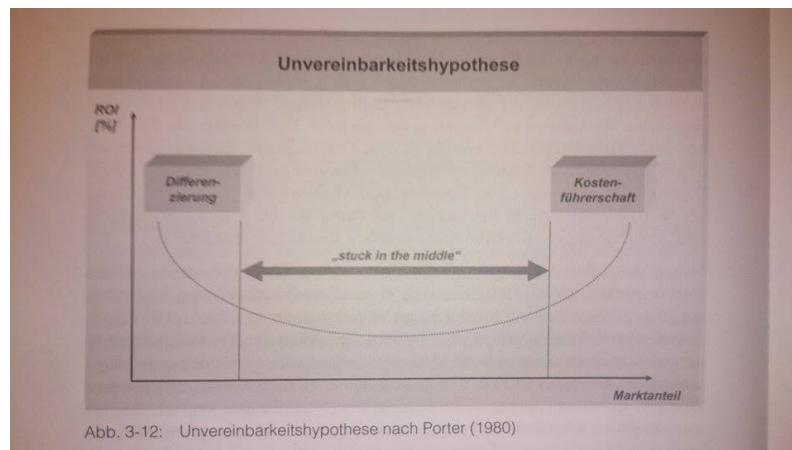 Unvereinbarkeitshypothese
ROI
[%]
Differen-
zierung
Kosten-
führerschaft
„stuck in the middle“
Marktanteil
Abb. 3-12: Unvereinbarkeitshypothese nach Porter (1980)